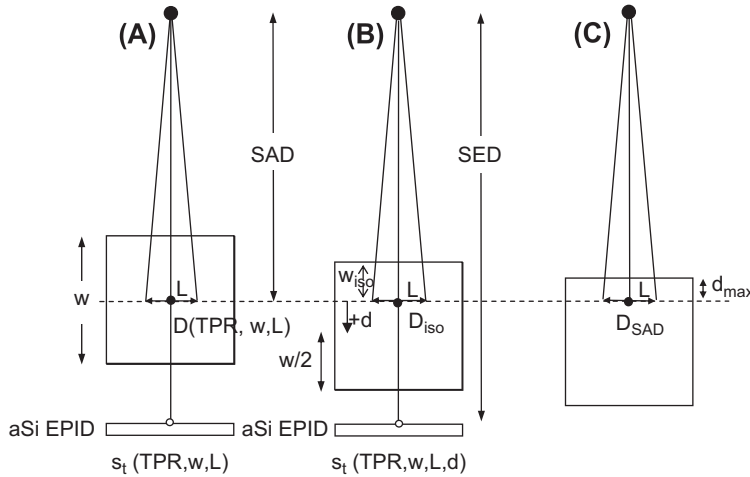 (A)
(B)
(C)
SAD
SED
w
L
D(TPR, w,L)
w_iso
L
+d
D_iso
w/2
d_max
L
D_SAD
aSi EPID
aSi EPID
s_t (TPR,w,L)
s_t (TPR,w,L,d)